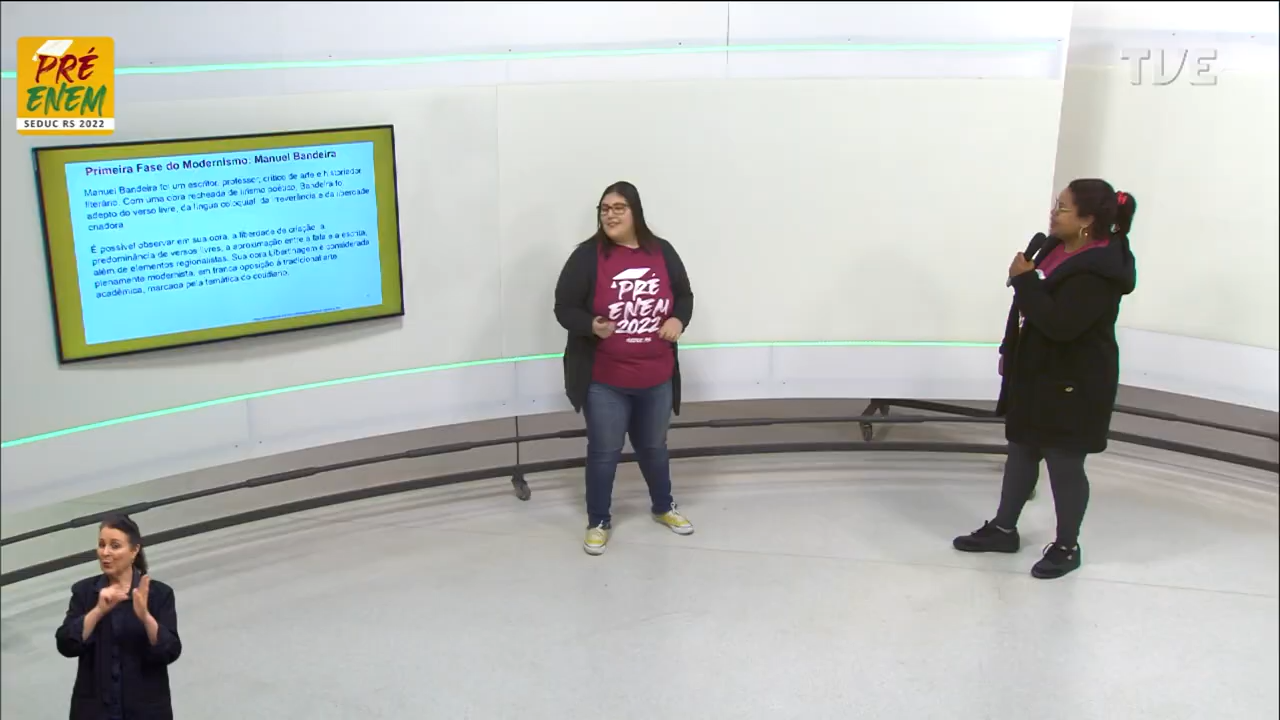 PRÉ
ENEM
SEDUC RS 2022
TVE
Primeira Fase do Modernismo: Manuel Bandeira
Manuel Bandeira foi um escritor, professor, crítico de arte e historiador
literário. Com uma obra recheada de lirismo poético, Bandeira foi
adepto do verso livre, da língua coloquial, da irreverência e da liberdade
criadora.
É possível observar em sua obra, a liberdade de criação, a
predominância de versos livres, a aproximação entre a fala e a escrita,
além de elementos regionalistas. Sua obra Libertinagem é considerada
plenamente modernista, em franca oposição à tradicional arte
acadêmica, marcada pela temática do cotidiano.
PRÉ
ENEM
2022
SEDUC RS